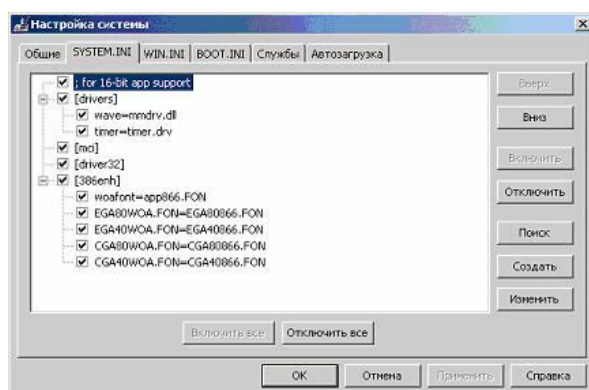 Настройка системы
Общие SYSTEM.INI WIN.INI BOOT.INI Службы Автозагрузка
; for 16-bit app support
[drivers]
wave=mmdrv.dll
timer=timer.drv
[mci]
[driver32]
[386enh]
woafont=app866.FON
EGA80WOA.FON=EGA80866.FON
EGA40WOA.FON=EGA40866.FON
CGA80WOA.FON=CGA80866.FON
CGA40WOA.FON=CGA40866.FON
Вверх
Вниз
Включить
Отключить
Поиск
Создать
Изменить
Включить все Отключить все
OK Отмена Применить Справка